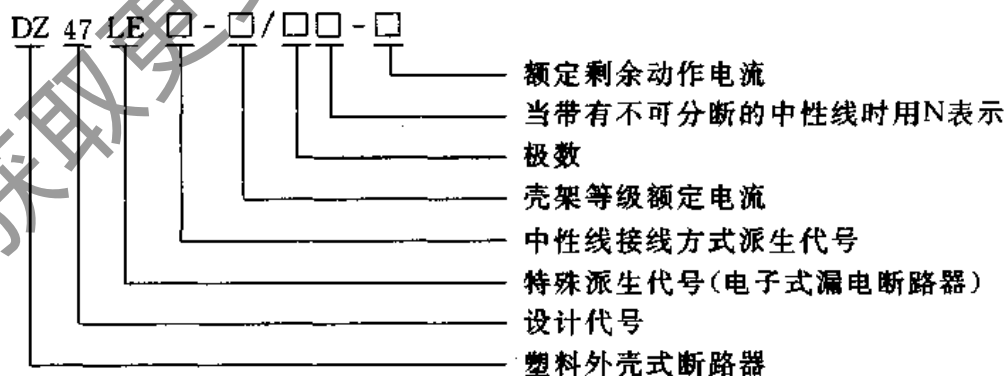 DZ 47 LE □-□/□□-□
额定剩余动作电流
当带有不可分断的中性线时用N表示
极数
壳架等级额定电流
中性线接线方式派生代号
特殊派生代号(电子式漏电断路器)
设计代号
塑料外壳式断路器
获取更